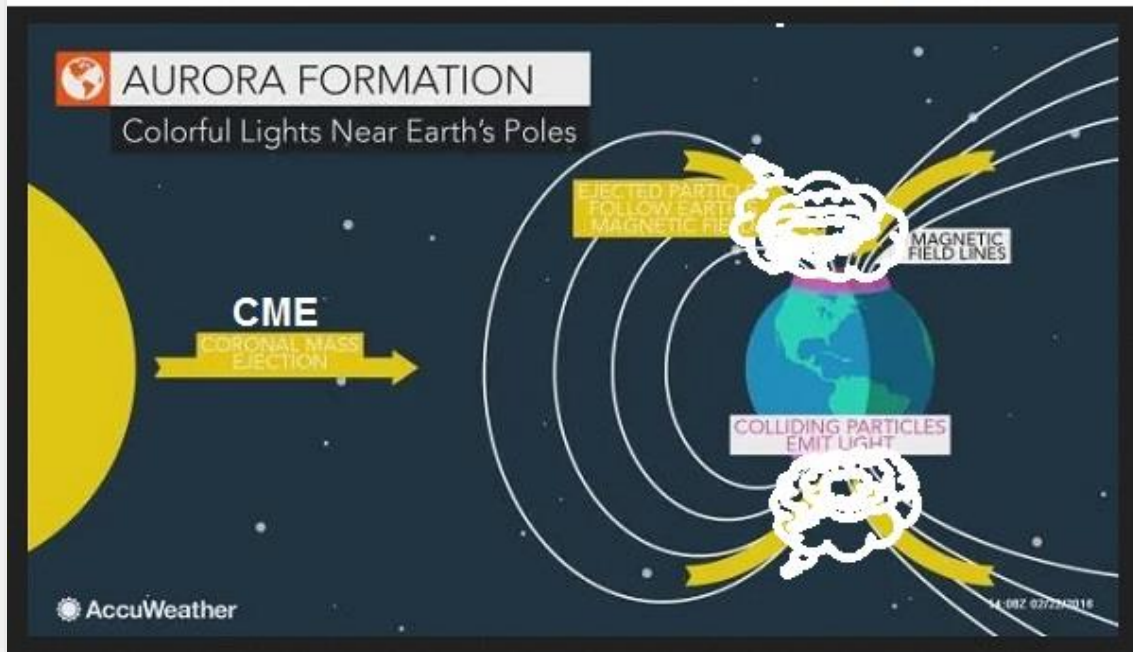 AURORA FORMATION
Colorful Lights Near Earth's Poles
EJECTED
FOLLOW
MAGNETIC
MAGNETIC
FIELD LINES
CME
CORONAL MASS
EJECTION
COLLIDING PARTICLES
EMIT LIGHT
AccuWeather